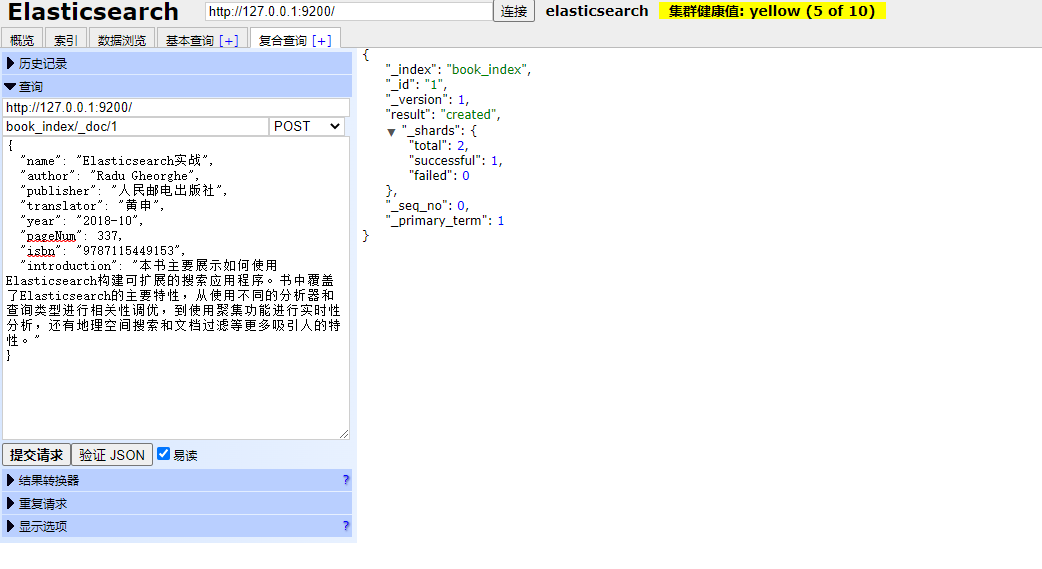 Elasticsearch http://127.0.0.1:9200/ 连接 elasticsearch 集群健康值: yellow (5 of 10)
概览 索引 数据浏览 基本查询 [+] 复合查询 [+]
历史记录
查询
http://127.0.0.1:9200/
book_index/_doc/1 POST
{
"name": "Elasticsearch实战",
"author": "Radu Gheorghe",
"publisher": "人民邮电出版社",
"translator": "黄申",
"year": "2018-10",
"pageNum": 337,
"isbn": "9787115449153",
"introduction": "本书主要展示如何使用
Elasticsearch构建可扩展的搜索应用程序。书中覆盖
了Elasticsearch的主要特性，从使用不同的分析器和
查询类型进行相关性调优，到使用聚集功能进行实时性
分析，还有地理空间搜索和文档过滤等更多吸引人的特
性。"
}
提交请求 验证 JSON 易读
结果转换器 ?
重复请求
显示选项 ?
{
"_index": "book_index",
"_id": "1",
"_version": 1,
"result": "created",
▼ "_shards": {
"total": 2,
"successful": 1,
"failed": 0
},
"_seq_no": 0,
"_primary_term": 1
}